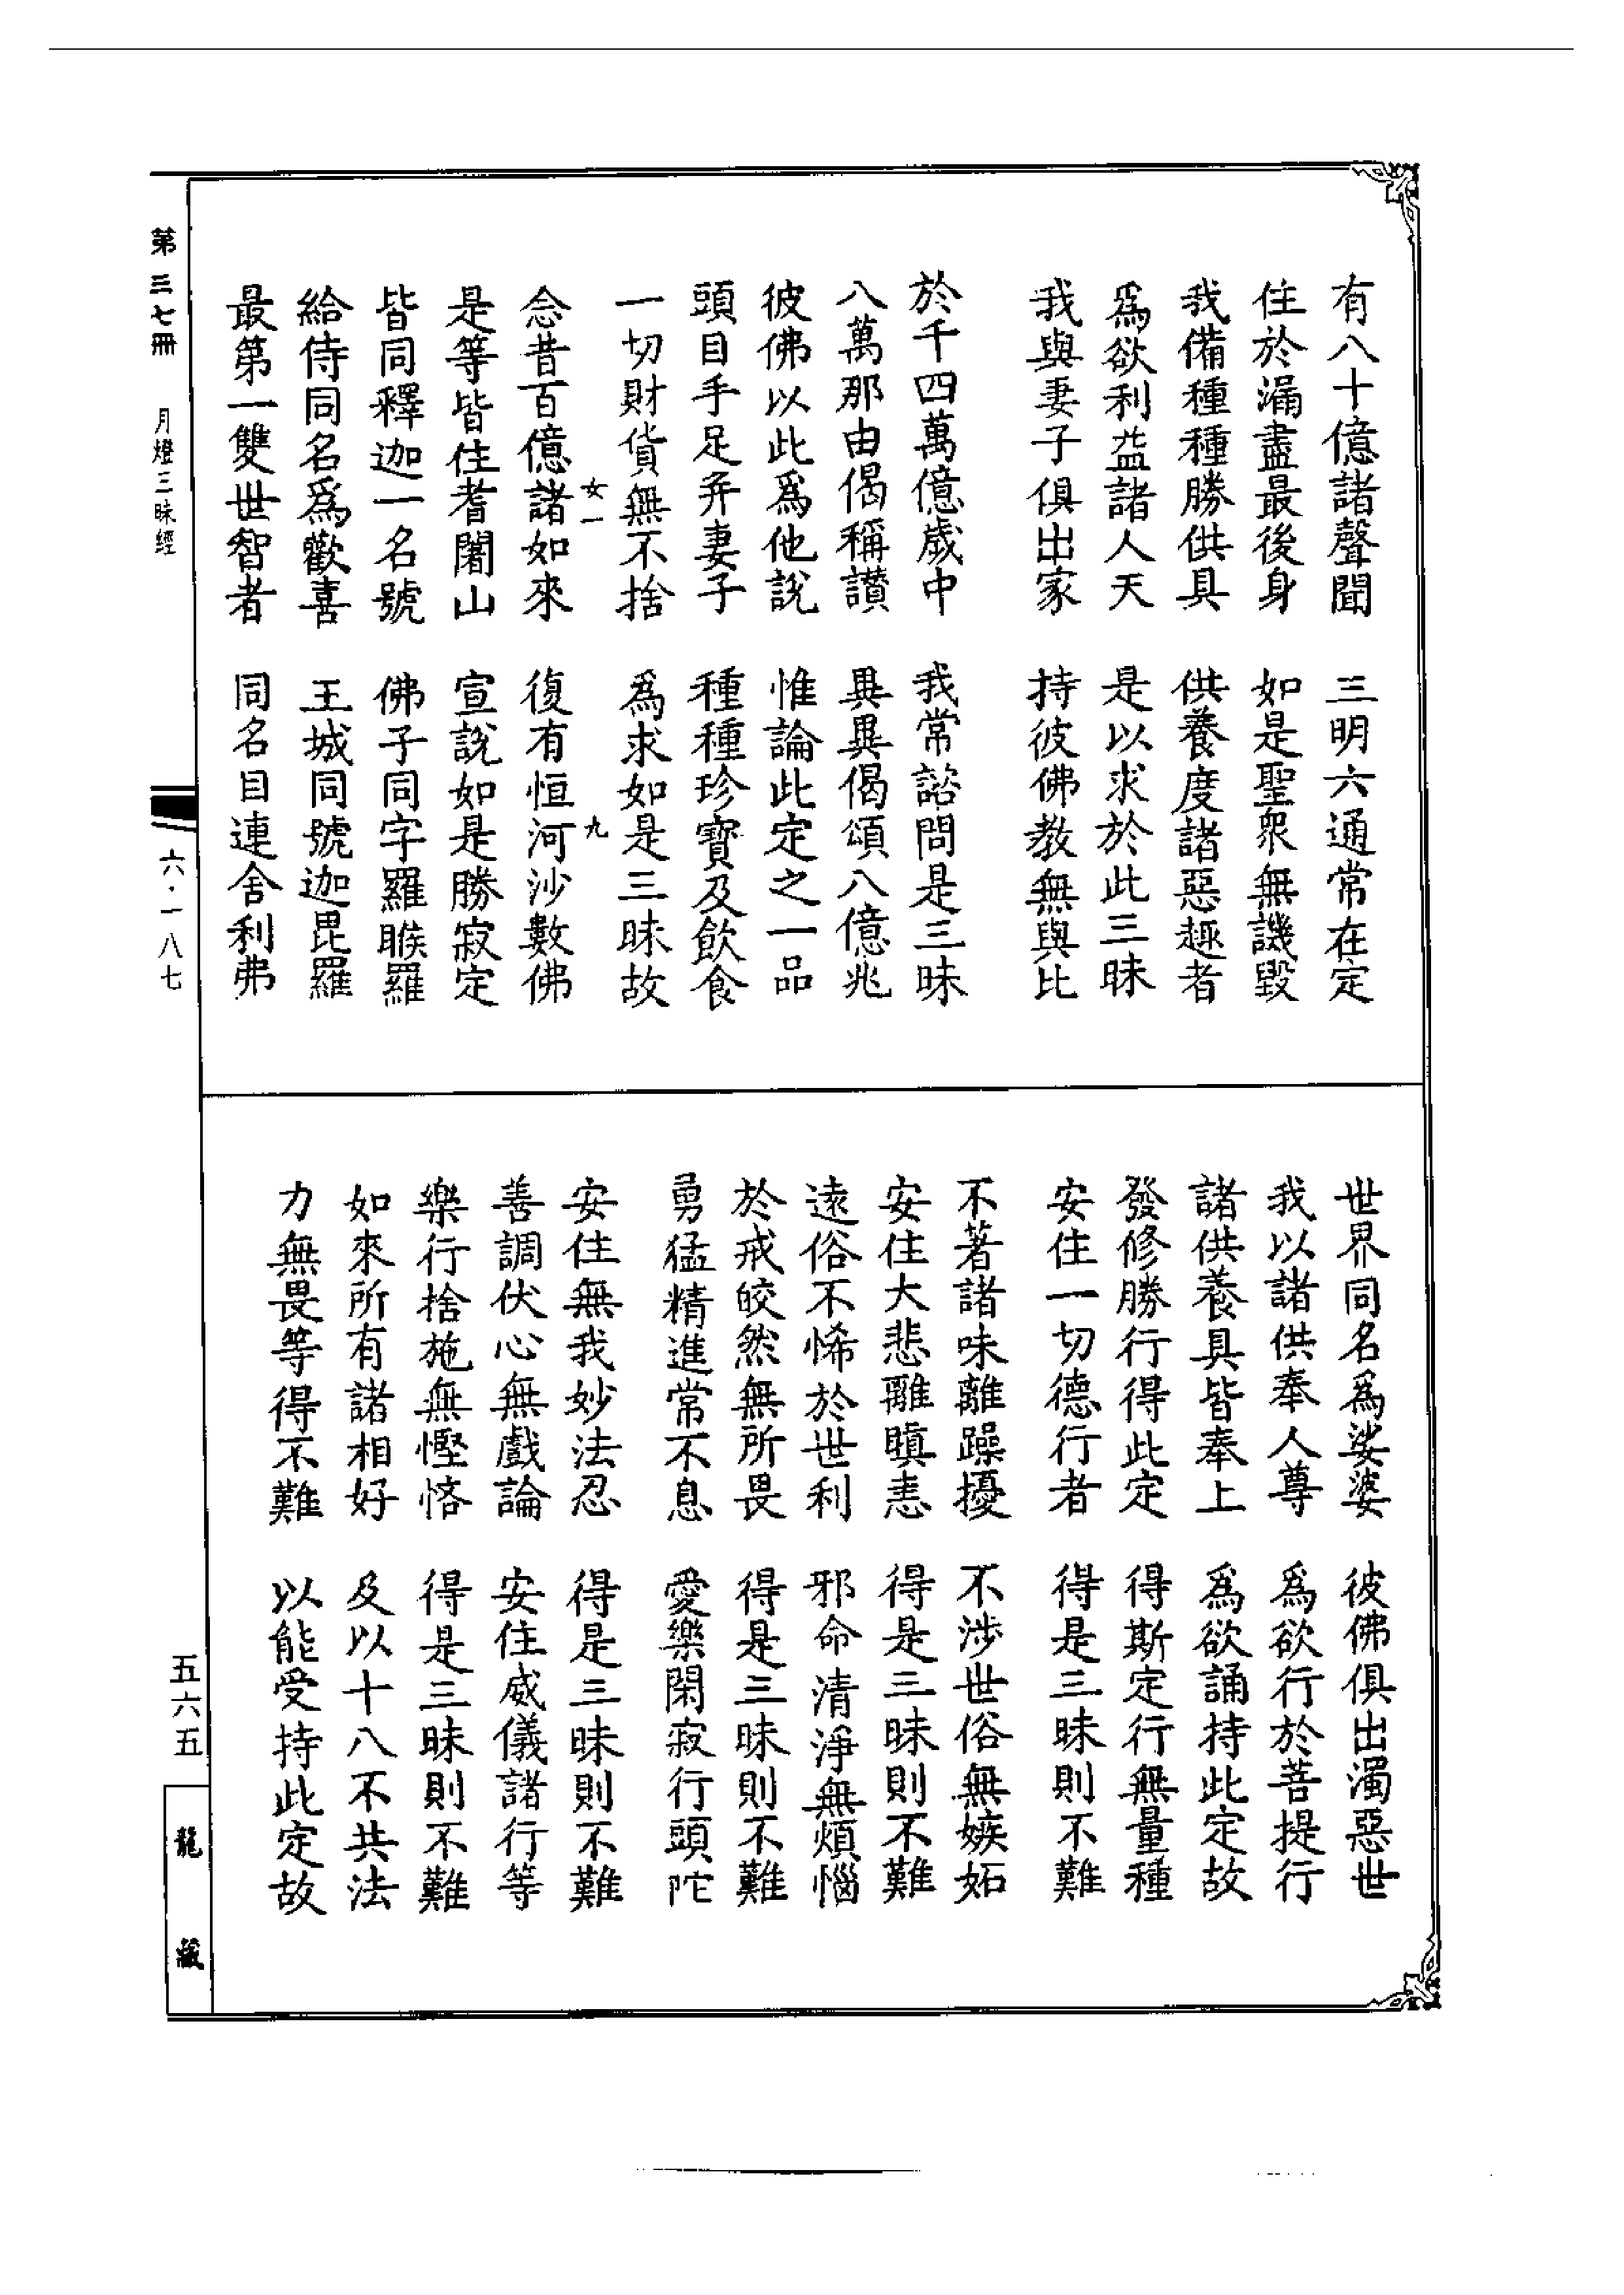 有八十億諸聲聞　三明六通常在定
住於漏盡最後身　如是聖衆無譏毀
我備種種勝供具　供養度諸惡趣者
爲欲利益諸人天　是以求於此三昧
我與妻子俱出家　持彼佛教無與比
於千四萬億歲中　我常諮問是三昧
八萬那由偈稱讃　異異偈頌八億兆
彼佛以此爲他說　惟論此定之一品
頭目手足并妻子　種種珍寶及飲食
一切財貨無不捨　爲求如是三昧故
女一　九
念昔百億諸如來　復有恒河沙數佛
是等皆住耆闍山　宣說如是勝寂定
皆同釋迦一名號　佛子同字羅睺羅
給侍同名爲歡喜　王城同號迦毘羅
最第一雙世智者　同名目連舍利弗
世界同名爲娑婆　彼佛俱出濁惡世
我以諸供奉人尊　爲欲行於菩提行
諸供養具皆奉上　爲欲誦持此定故
發修勝行得此定　得斯定行無量種
安住一切德行者　得是三昧則不難
不著諸味離躁擾　不涉世俗無嫉妬
安住大悲離瞋恚　得是三昧則不難
遠俗不悕於世利　邪命清淨無煩惱
於戒皎然無所畏　得是三昧則不難
勇猛精進常不息　愛樂閑寂行頭陀
安住無我妙法忍　得是三昧則不難
善調伏心無戲論　安住威儀諸行等
樂行捨施無慳悋　得是三昧則不難
如來所有諸相好　及以十八不共法
力無畏等得不難　以能受持此定故
第三七冊　月燈三昧經　六·一八七
五六五
龍藏